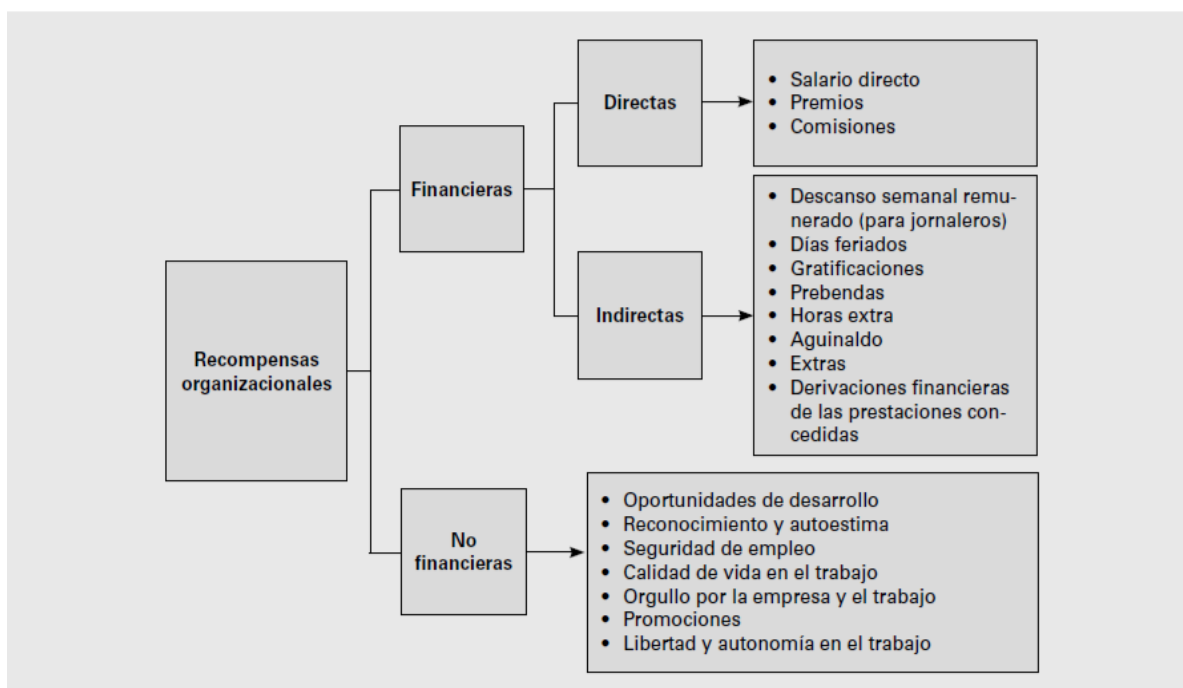 Recompensas
organizacionales
Financieras
Directas
• Salario directo
• Premios
• Comisiones
Indirectas
• Descanso semanal remu-
nerado (para jornaleros)
• Días feriados
• Gratificaciones
• Prebendas
• Horas extra
• Aguinaldo
• Extras
• Derivaciones financieras
de las prestaciones con-
cedidas
No
financieras
• Oportunidades de desarrollo
• Reconocimiento y autoestima
• Seguridad de empleo
• Calidad de vida en el trabajo
• Orgullo por la empresa y el trabajo
• Promociones
• Libertad y autonomía en el trabajo